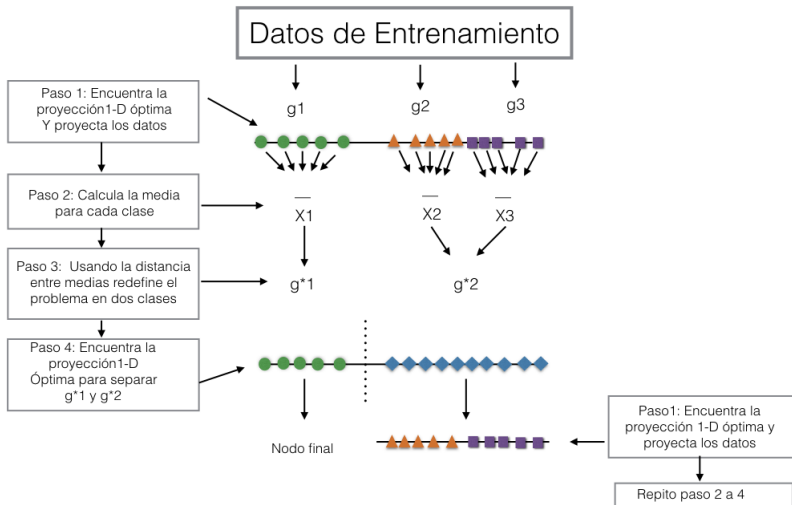 Datos de Entrenamiento
g1
g2
g3
Paso 1: Encuentra la
proyección1-D óptima
Y proyecta los datos
Paso 2: Calcula la media
para cada clase
X1
X2
X3
Paso 3: Usando la distancia
entre medias redefine el
problema en dos clases
g*1
g*2
Paso 4: Encuentra la
proyección1-D
Óptima para separar
g*1 y g*2
Nodo final
Paso1: Encuentra la
proyección 1-D óptima y
proyecta los datos
Repito paso 2 a 4